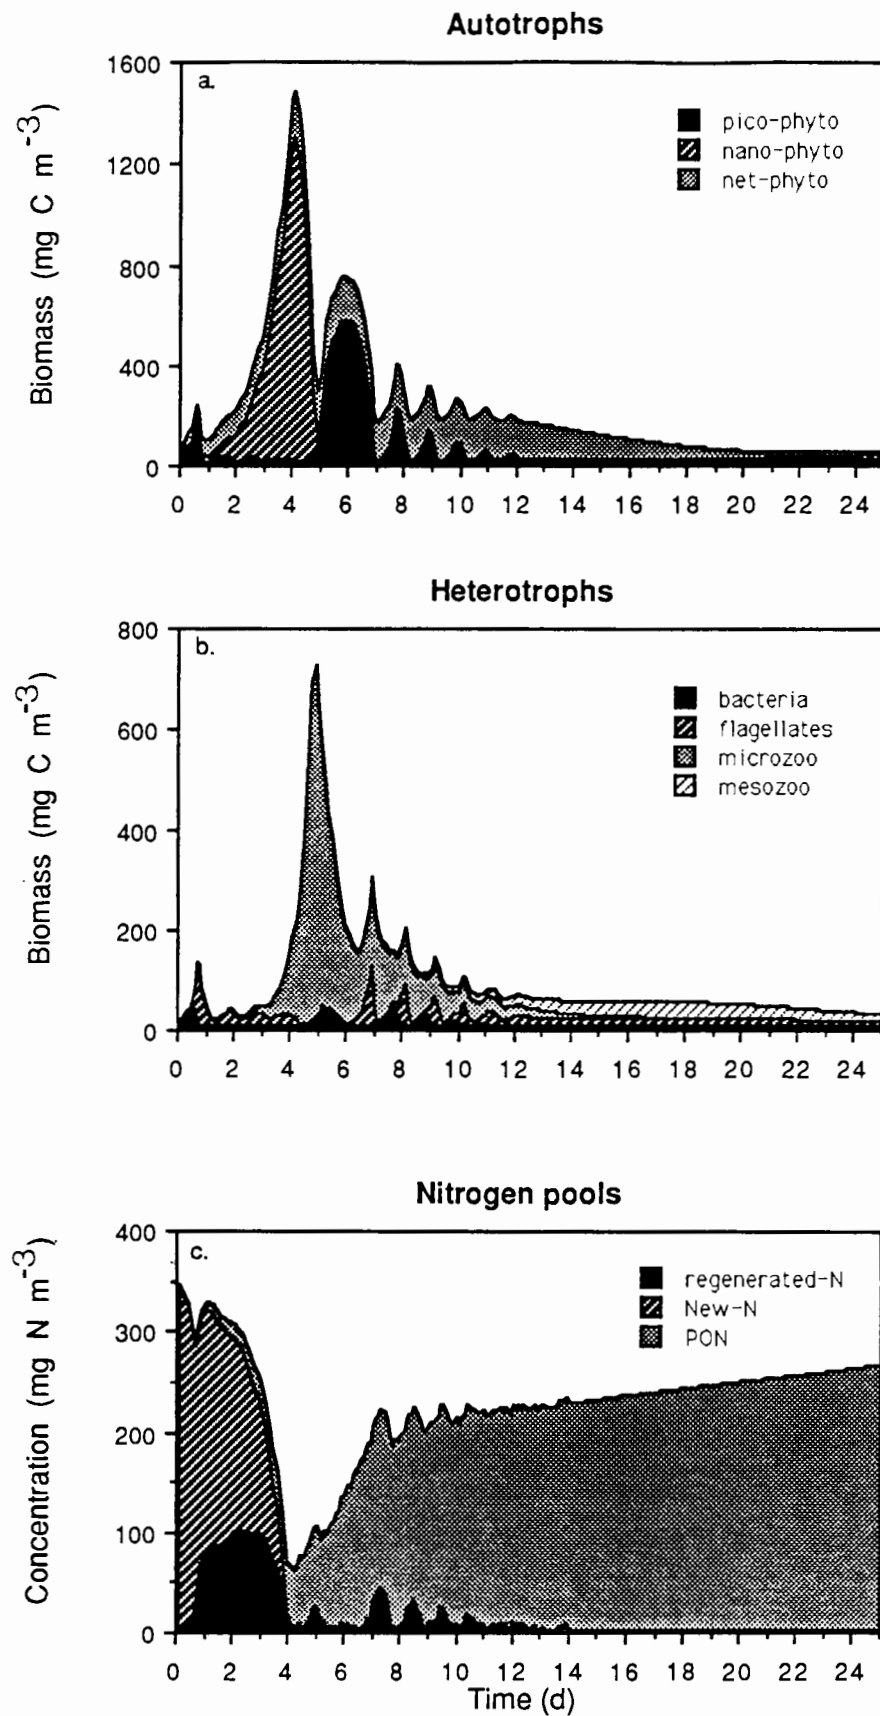 Autotrophs
a.
Biomass (mg C m-3)
1600
1200
800
400
0
pico-phyto
nano-phyto
net-phyto
0 2 4 6 8 10 12 14 16 18 20 22 24
Heterotrophs
b.
Biomass (mg C m-3)
800
600
400
200
0
bacteria
flagellates
microzoo
mesozoo
0 2 4 6 8 10 12 14 16 18 20 22 24
Nitrogen pools
c.
Concentration (mg N m-3)
400
300
200
100
0
regenerated-N
New-N
PON
0 2 4 6 8 10 12 14 16 18 20 22 24
Time (d)